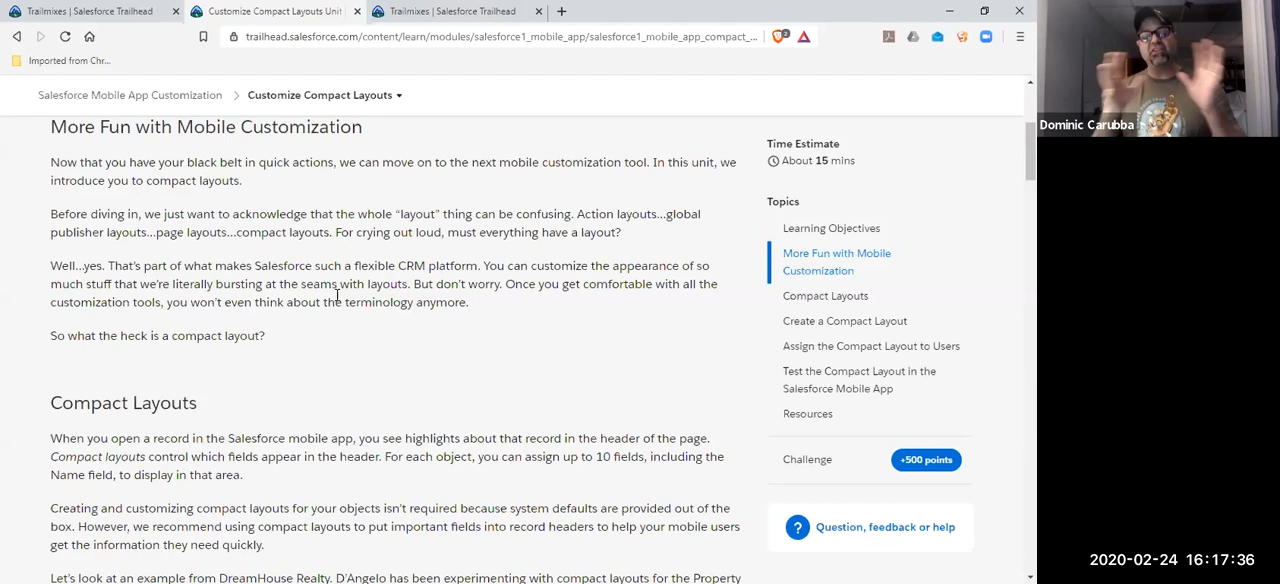 Trailmixes | Salesforce Trailhead
Customize Compact Layouts Unit
Trailmixes | Salesforce Trailhead
trailhead.salesforce.com/content/learn/modules/salesforce1_mobile_app/salesforce1_mobile_app_compact_...
2
Imported from Chr...
Salesforce Mobile App Customization
Customize Compact Layouts
More Fun with Mobile Customization
Now that you have your black belt in quick actions, we can move on to the next mobile customization tool. In this unit, we
introduce you to compact layouts.
Before diving in, we just want to acknowledge that the whole “layout” thing can be confusing. Action layouts...global
publisher layouts...page layouts...compact layouts. For crying out loud, must everything have a layout?
Well...yes. That’s part of what makes Salesforce such a flexible CRM platform. You can customize the appearance of so
much stuff that we’re literally bursting at the seams with layouts. But don’t worry. Once you get comfortable with all the
customization tools, you won’t even think about the terminology anymore.
So what the heck is a compact layout?
Compact Layouts
When you open a record in the Salesforce mobile app, you see highlights about that record in the header of the page.
Compact layouts control which fields appear in the header. For each object, you can assign up to 10 fields, including the
Name field, to display in that area.
Creating and customizing compact layouts for your objects isn’t required because system defaults are provided out of the
box. However, we recommend using compact layouts to put important fields into record headers to help your mobile users
get the information they need quickly.
Let’s look at an example from DreamHouse Realty. D’Angelo has been experimenting with compact layouts for the Property
Time Estimate
About 15 mins
Topics
Learning Objectives
More Fun with Mobile
Customization
Compact Layouts
Create a Compact Layout
Assign the Compact Layout to Users
Test the Compact Layout in the
Salesforce Mobile App
Resources
Challenge
+500 points
? Question, feedback or help
Dominic Carubba
2020-02-24 16:17:36